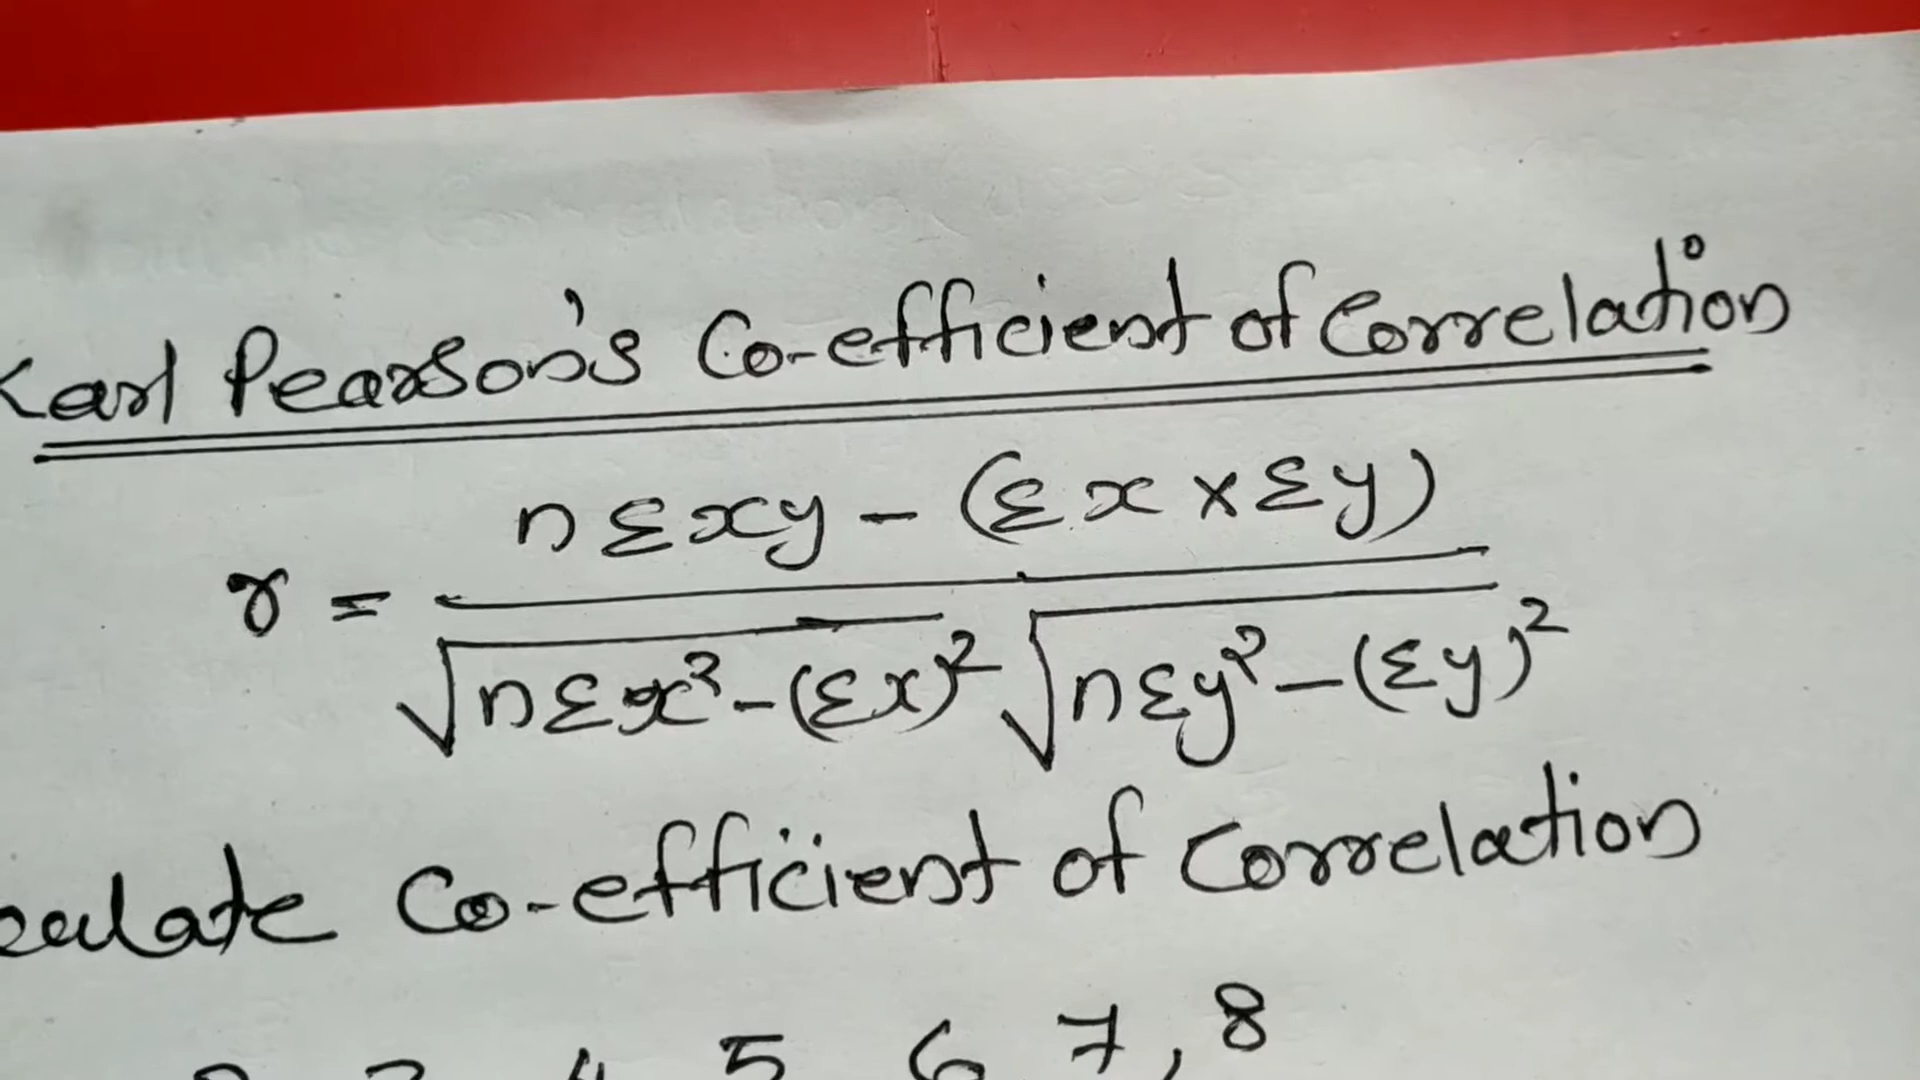 Karl Pearson's Co-efficient of Correlation
r = nΣxy - (Σx × Σy) / √nΣx² - (Σx)² √nΣy² - (Σy)²
culate Co-efficient of Correlation
5 6 7, 8